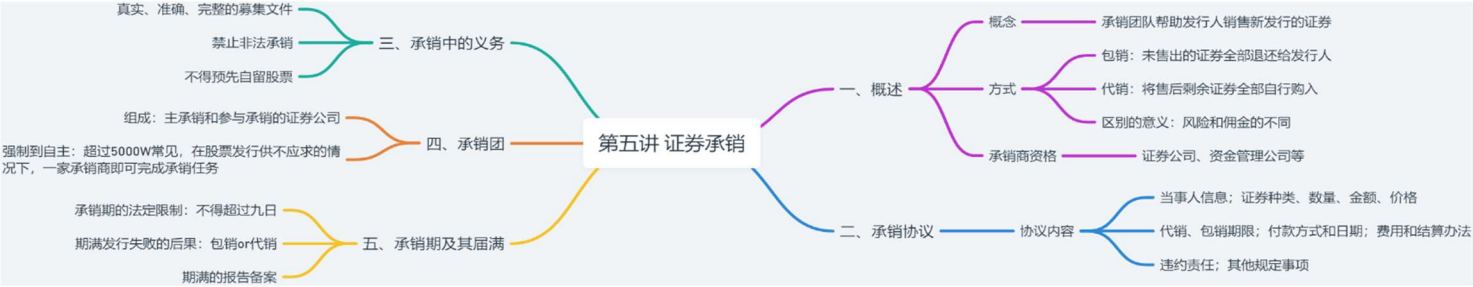 第五讲 证券承销
一、概述
概念
承销团队帮助发行人销售新发行的证券
方式
包销：未售出的证券全部退还给发行人
代销：将售后剩余证券全部自行购入
区别的意义：风险和佣金的不同
承销商资格
证券公司、资金管理公司等
二、承销协议
协议内容
当事人信息；证券种类、数量、金额、价格
代销、包销期限；付款方式和日期；费用和结算办法
违约责任；其他规定事项
三、承销中的义务
真实、准确、完整的募集文件
禁止非法承销
不得预先自留股票
四、承销团
组成：主承销和参与承销的证券公司
强制到自主：超过5000W常见，在股票发行供不应求的情
况下，一家承销商即可完成承销任务
五、承销期及其届满
承销期的法定限制：不得超过九日
期满发行失败的后果：包销or代销
期满的报告备案